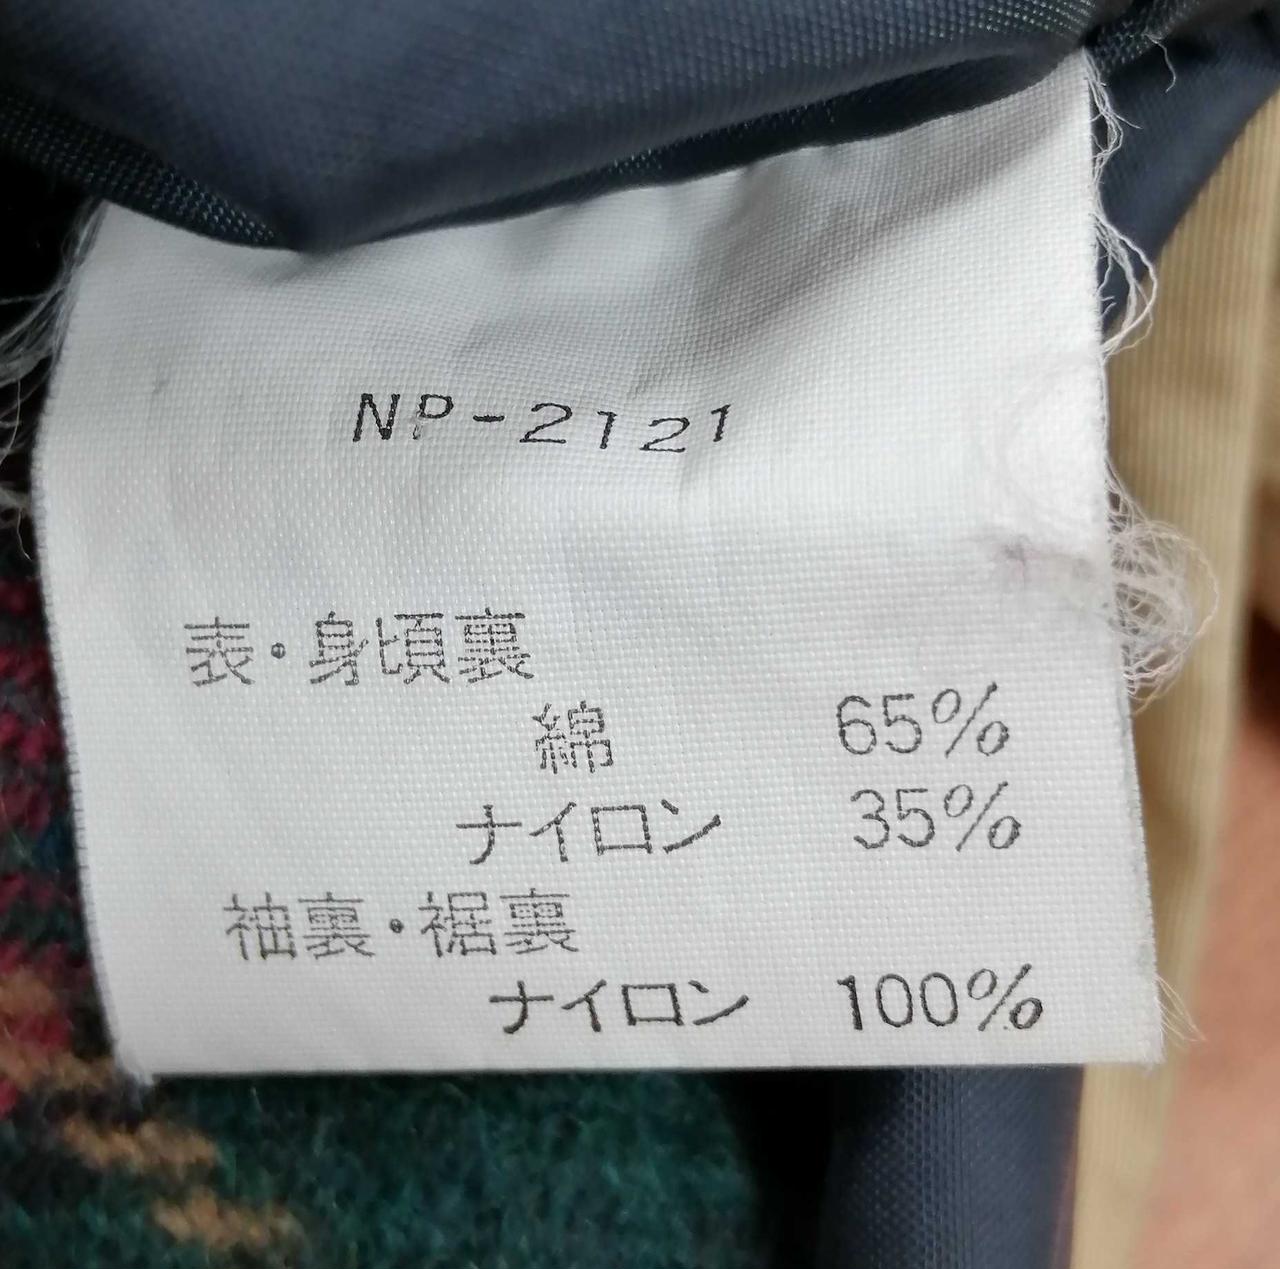 NP-2121
表・身頃裏
綿 65%
ナイロン 35%
袖裏・裾裏
ナイロン 100%